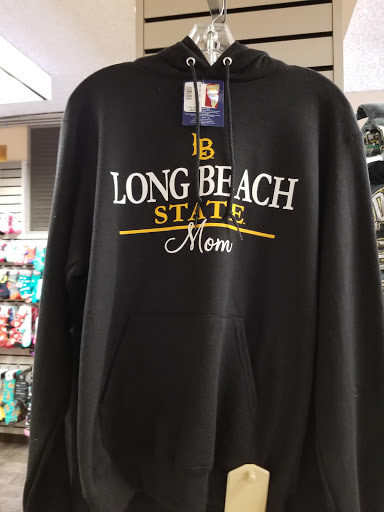 LB
LONG BEACH
STATE
Mom